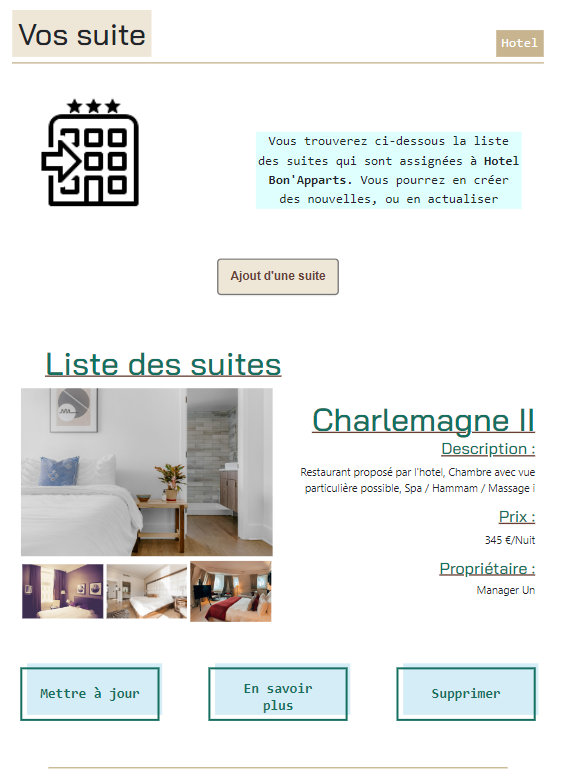 Vos suite
Hotel
Vous trouverez ci-dessous la liste
des suites qui sont assignées à Hotel
Bon'Apparts. Vous pourrez en créer
des nouvelles, ou en actualiser
Ajout d'une suite
Liste des suites
Charlemagne II
Description :
Restaurant proposé par l'hotel, Chambre avec vue
particulière possible, Spa / Hammam / Massage i
Prix :
345 €/Nuit
Propriétaire :
Manager Un
Mettre à jour
En savoir
plus
Supprimer